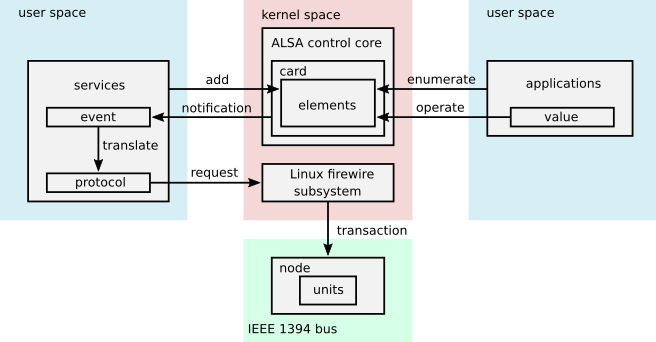 user space
kernel space
user space
ALSA control core
card
elements
services
event
translate
protocol
add
notification
request
enumerate
operate
applications
value
Linux firewire
subsystem
transaction
node
units
IEEE 1394 bus